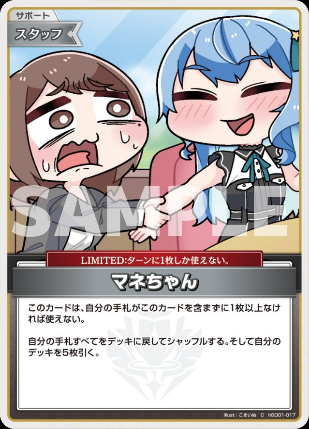 サポート
スタッフ
SAMPLE
LIMITED:ターンに1枚しか使えない。
マネちゃん
このカードは、自分の手札がこのカードを含まずに1枚以上なけ
れば使えない。
自分の手札すべてをデッキに戻してシャッフルする。そして自分の
デッキを5枚引く。
illust：こまいぬ C hSD01-017